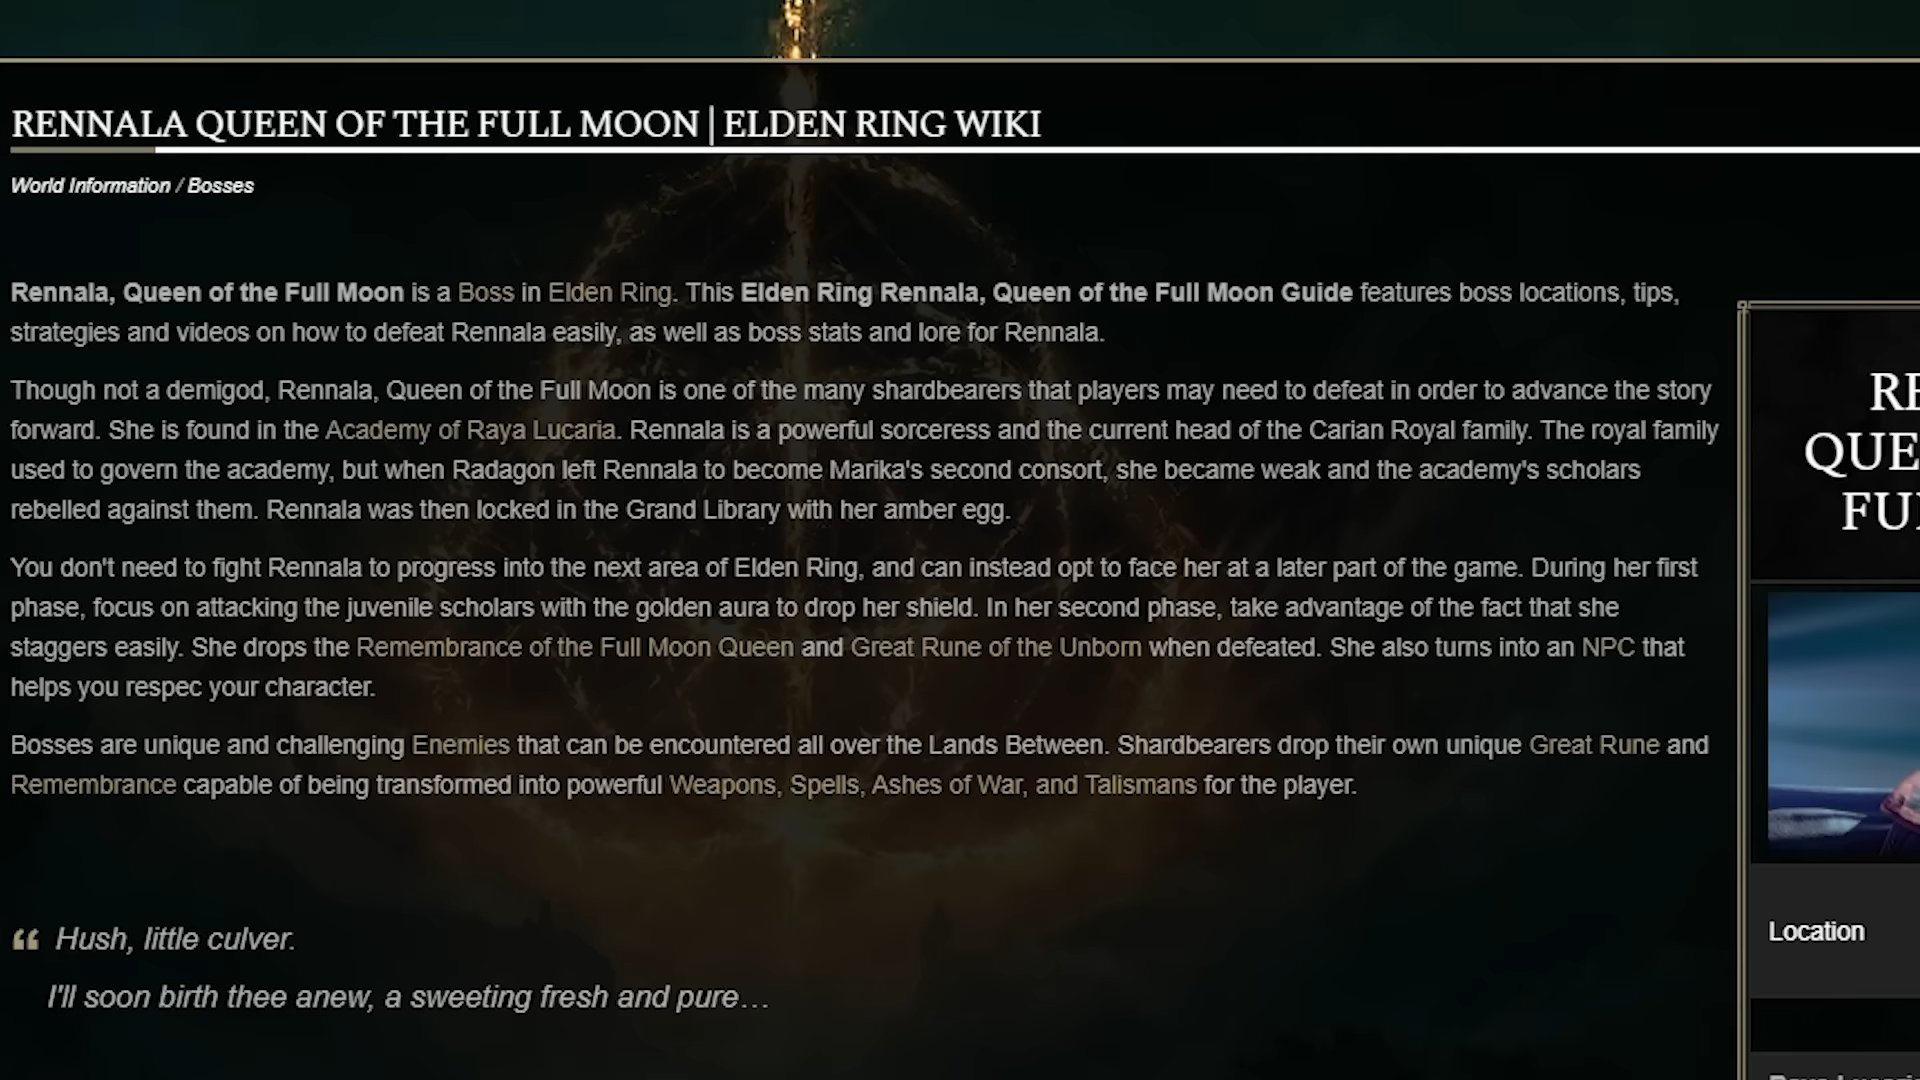 RENNALA QUEEN OF THE FULL MOON | ELDEN RING WIKI
World Information / Bosses
Rennala, Queen of the Full Moon is a Boss in Elden Ring. This Elden Ring Rennala, Queen of the Full Moon Guide features boss locations, tips,
strategies and videos on how to defeat Rennala easily, as well as boss stats and lore for Rennala.
Though not a demigod, Rennala, Queen of the Full Moon is one of the many shardbearers that players may need to defeat in order to advance the story
forward. She is found in the Academy of Raya Lucaria. Rennala is a powerful sorceress and the current head of the Carian Royal family. The royal family
used to govern the academy, but when Radagon left Rennala to become Marika's second consort, she became weak and the academy's scholars
rebelled against them. Rennala was then locked in the Grand Library with her amber egg.
You don't need to fight Rennala to progress into the next area of Elden Ring, and can instead opt to face her at a later part of the game. During her first
phase, focus on attacking the juvenile scholars with the golden aura to drop her shield. In her second phase, take advantage of the fact that she
staggers easily. She drops the Remembrance of the Full Moon Queen and Great Rune of the Unborn when defeated. She also turns into an NPC that
helps you respec your character.
Bosses are unique and challenging Enemies that can be encountered all over the Lands Between. Shardbearers drop their own unique Great Rune and
Remembrance capable of being transformed into powerful Weapons, Spells, Ashes of War, and Talismans for the player.
“ Hush, little culver.
I'll soon birth thee anew, a sweeting fresh and pure…
RE
QUE
FU
Location